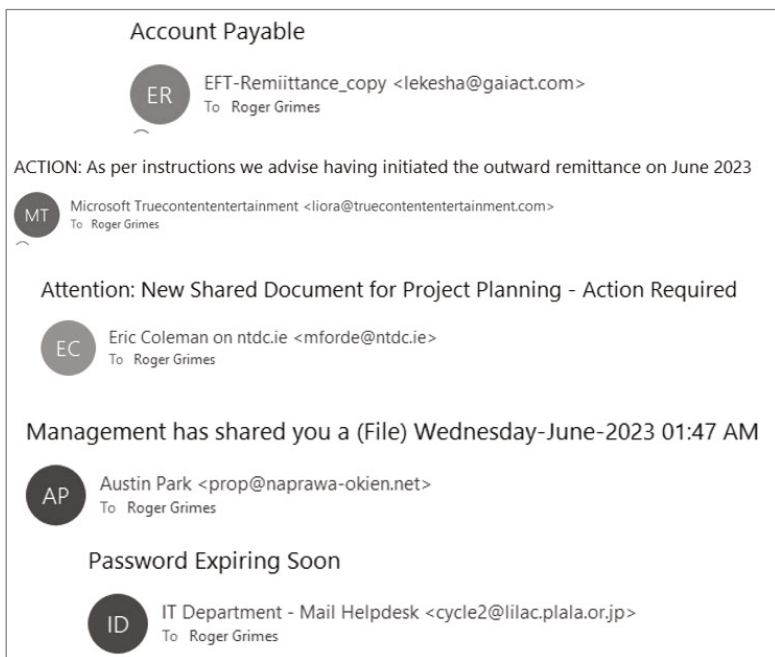 Account Payable
ER
EFT-Remiittance_copy <lekesha@gaiact.com>
To Roger Grimes
ACTION: As per instructions we advise having initiated the outward remittance on June 2023
MT
Microsoft Truecontententertainment <liora@truecontententertainment.com>
To Roger Grimes
Attention: New Shared Document for Project Planning - Action Required
EC
Eric Coleman on ntdc.ie <mforde@ntdc.ie>
To Roger Grimes
Management has shared you a (File) Wednesday-June-2023 01:47 AM
AP
Austin Park <prop@naprawa-okien.net>
To Roger Grimes
Password Expiring Soon
ID
IT Department - Mail Helpdesk <cycle2@lilac.plala.or.jp>
To Roger Grimes